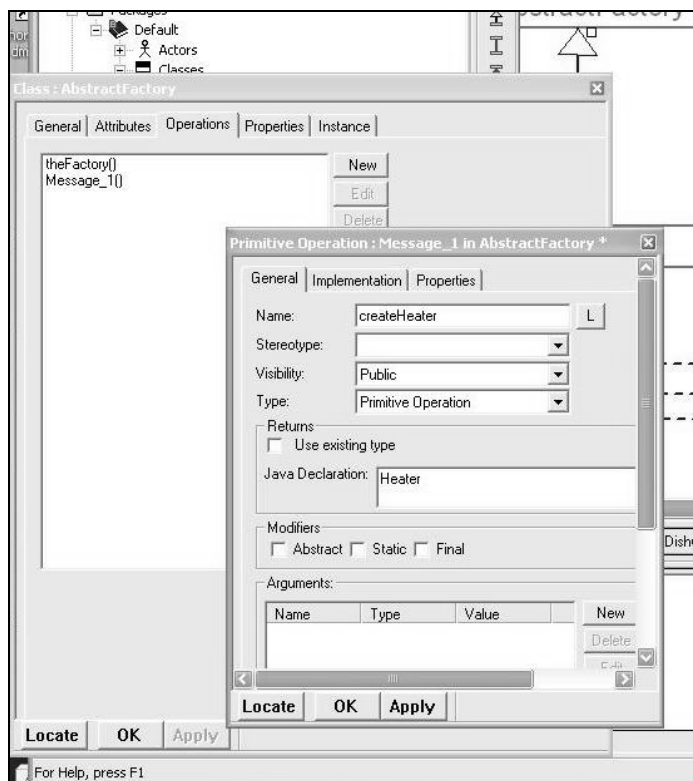 Packages
Default
Actors
Classes
AbstractFactory
Class : AbstractFactory
General Attributes Operations Properties Instance
theFactory()
Message_1()
New
Edit
Delete
Primitive Operation : Message_1 in AbstractFactory *
General Implementation Properties
Name: createHeater L
Stereotype:
Visibility: Public
Type: Primitive Operation
Returns
Use existing type
Java Declaration: Heater
Modifiers
Abstract Static Final
Arguments:
Name Type Value New
Delete
Edit
Locate OK Apply
Locate OK Apply
For Help, press F1